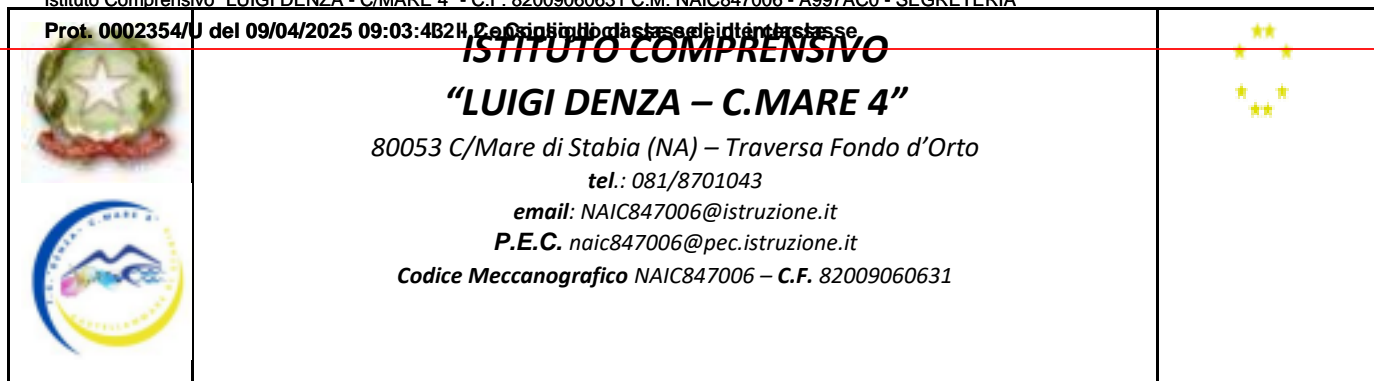 Istituto Comprensivo "LUIGI DENZA - C/MARE 4" - C.F. 82009060631 C.M. NAIC847006 - A997AC0 - SEGRETERIA
Prot. 0002354/U del 09/04/2025 09:03:43
ISTITUTO COMPRENSIVO
“LUIGI DENZA – C.MARE 4”
80053 C/Mare di Stabia (NA) – Traversa Fondo d’Orto
tel.: 081/8701043
email: NAIC847006@istruzione.it
P.E.C. naic847006@pec.istruzione.it
Codice Meccanografico NAIC847006 – C.F. 82009060631